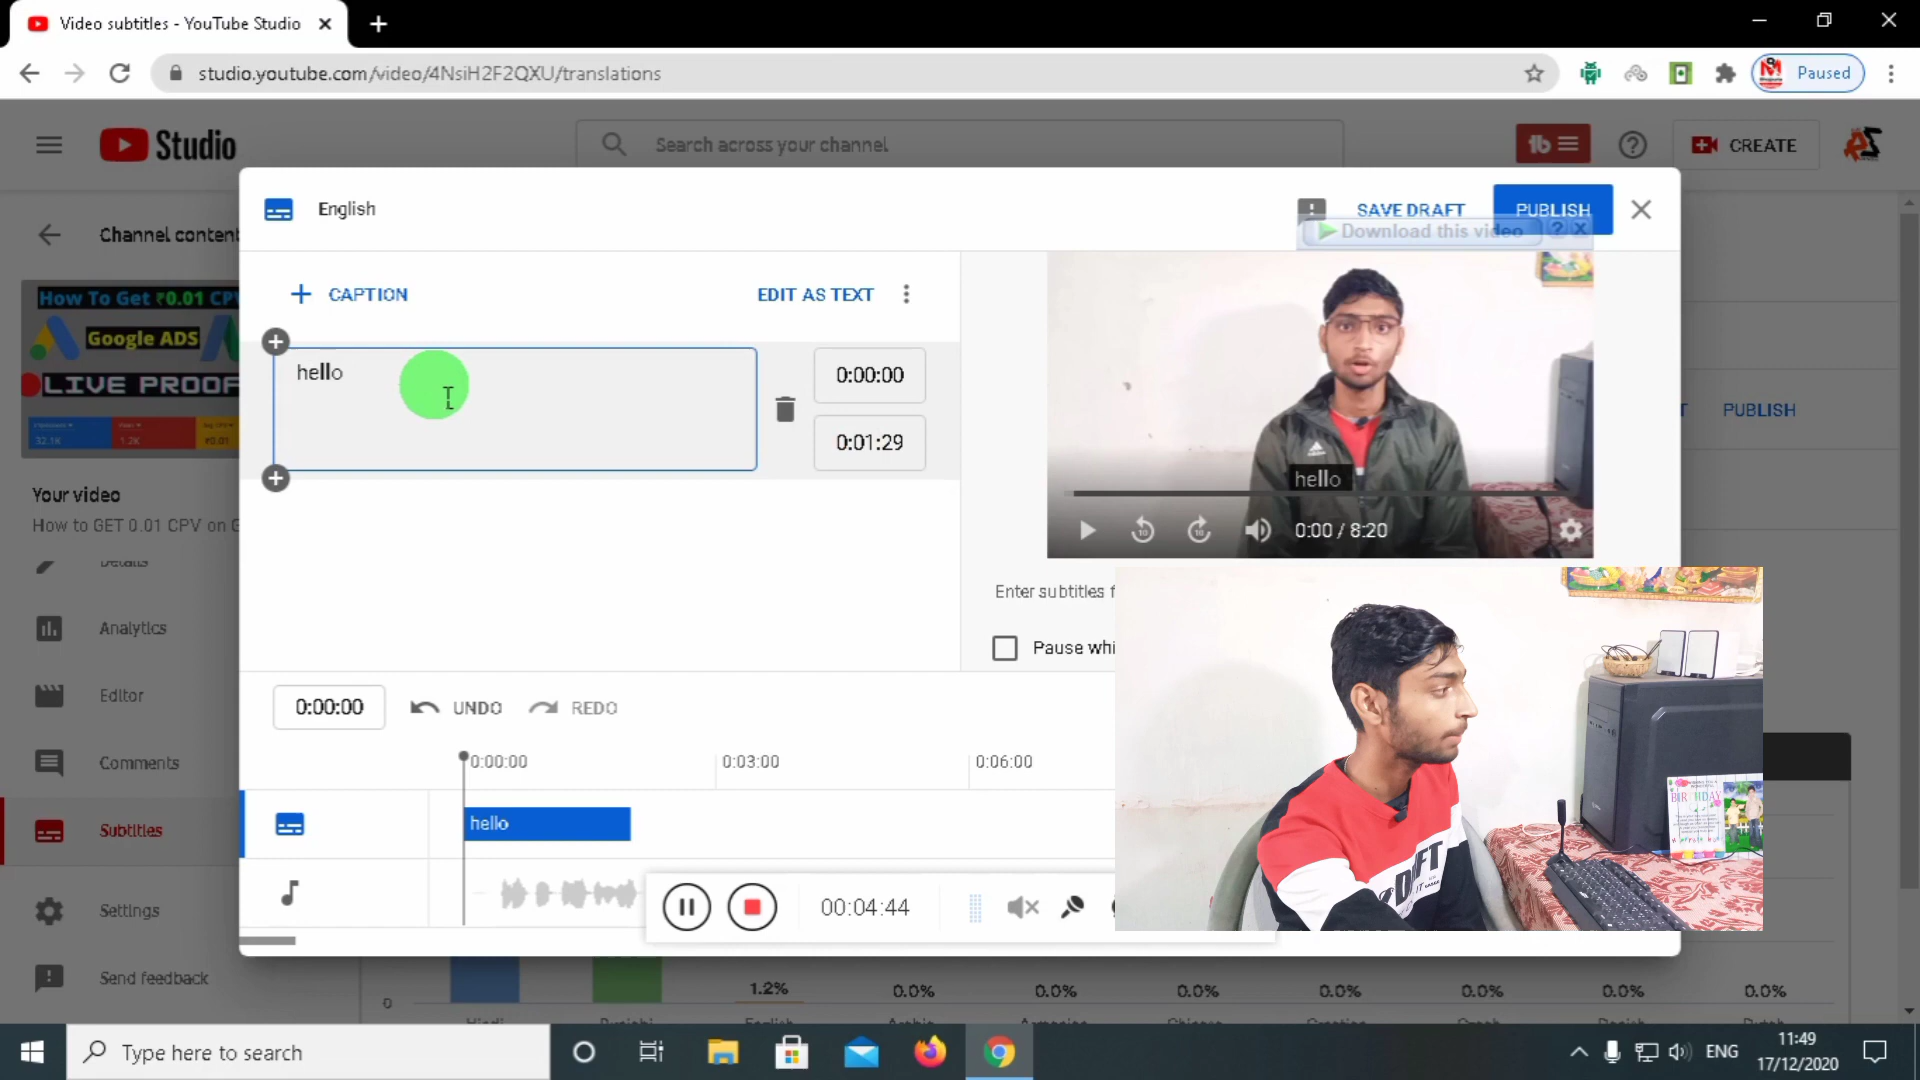 Video subtitles - YouTube Studio
studio.youtube.com/video/4NsiH2F2QXU/translations
Paused
Studio
Search across your channel
CREATE
Channel content
English
SAVE DRAFT
PUBLISH
Download this video
CAPTION
EDIT AS TEXT
How To Get ₹0.01 CP
Google ADS
LIVE PROOF
hello
0:00:00
0:01:29
hello
0:00 / 8:20
PUBLISH
Your video
How to GET 0.01 CPV on G
Enter subtitles f
Details
Analytics
Pause whi
Editor
0:00:00
UNDO
REDO
Comments
0:00:00
0:03:00
0:06:00
Subtitles
hello
BIRTHDAY
Settings
00:04:44
Send feedback
0
1.2%
0.0%
0.0%
0.0%
0.0%
0.0%
0.0%
0.0%
Type here to search
ENG
11:49
17/12/2020